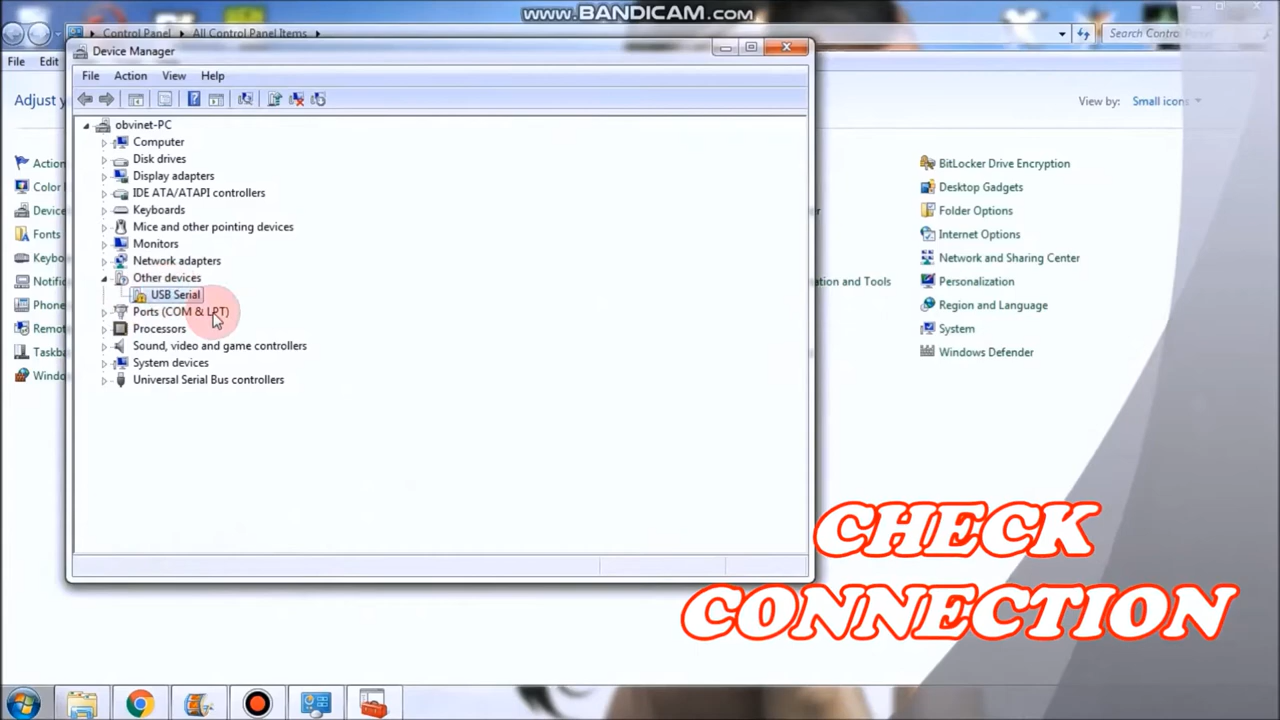 www.BANDICAM.com
Control Panel ▸ All Control Panel Items ▸
Search Control Pa
Device Manager
File Edit
File Action View Help
Adjust y
View by: Small icons
obvinet-PC
Computer
Disk drives
Display adapters
IDE ATA/ATAPI controllers
Keyboards
Mice and other pointing devices
Monitors
Network adapters
Other devices
USB Serial
Ports (COM & LPT)
Processors
Sound, video and game controllers
System devices
Universal Serial Bus controllers
Action
Color
Device
Fonts
Keybo
Notific
Phone
Remot
Taskba
Windo
ation and Tools
BitLocker Drive Encryption
Desktop Gadgets
Folder Options
Internet Options
Network and Sharing Center
Personalization
Region and Language
System
Windows Defender
CHECK
CONNECTION